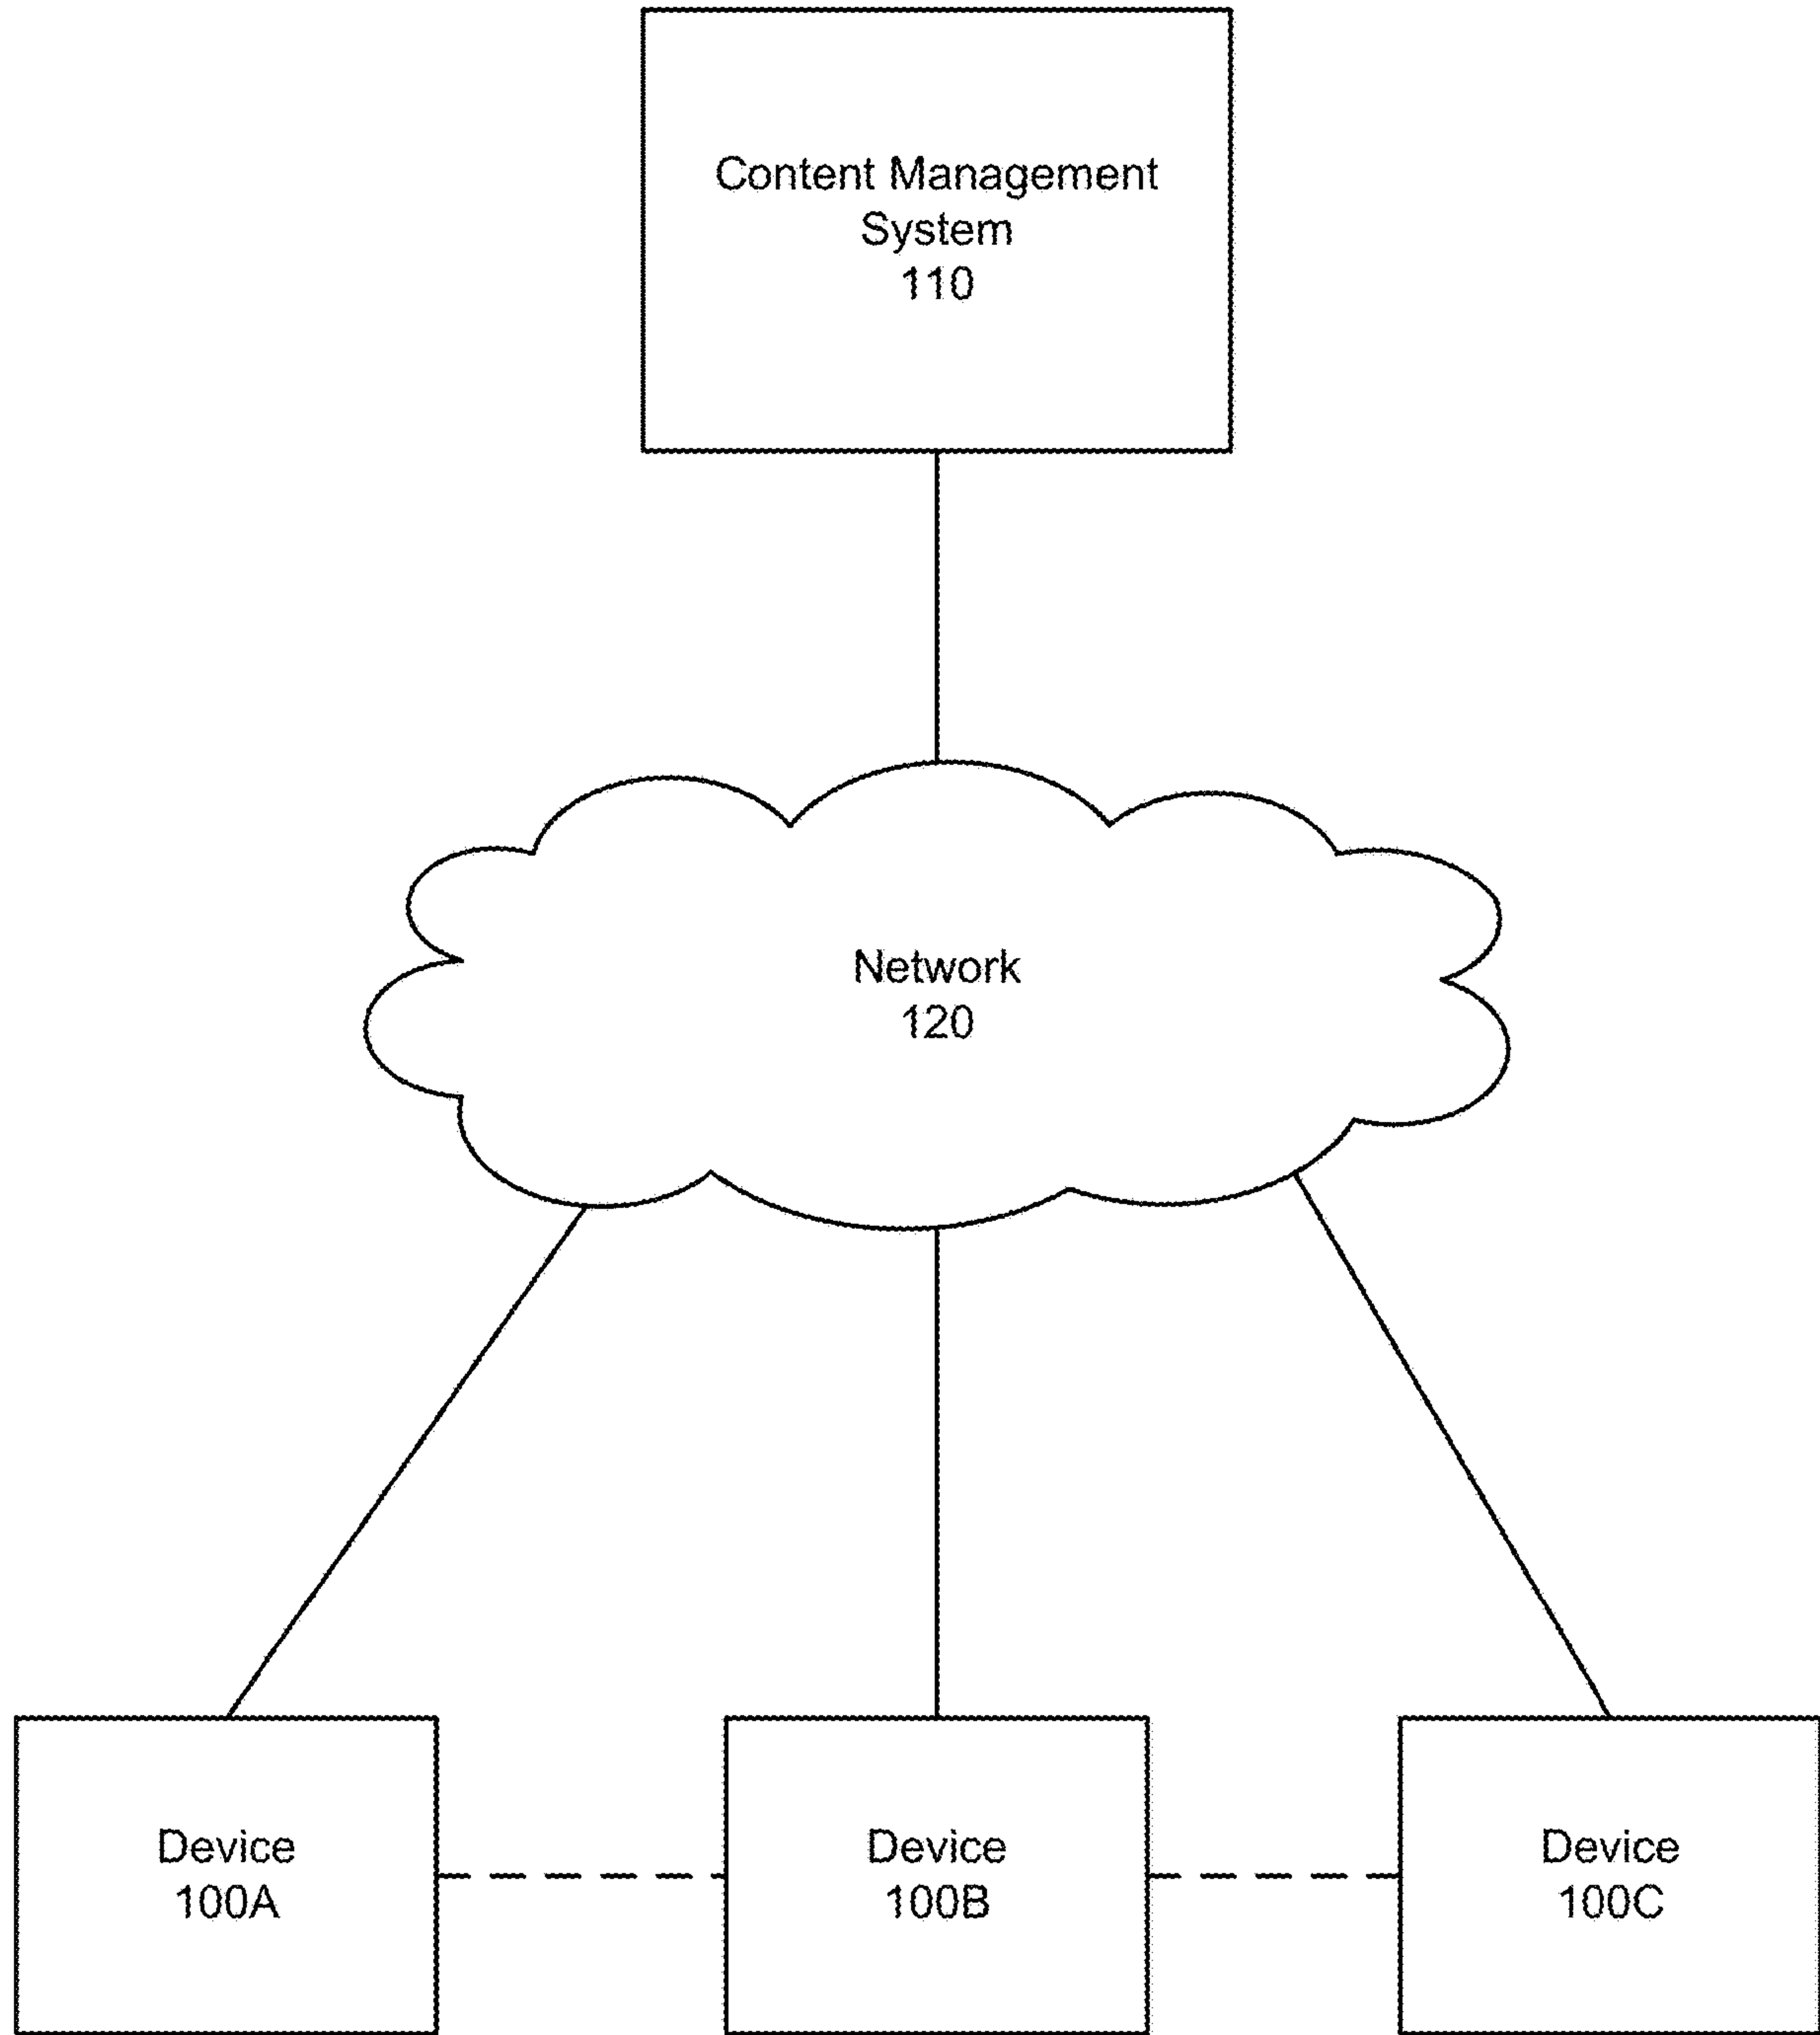 Content Management
System
110
Network
120
Device
100A
Device
100B
Device
100C